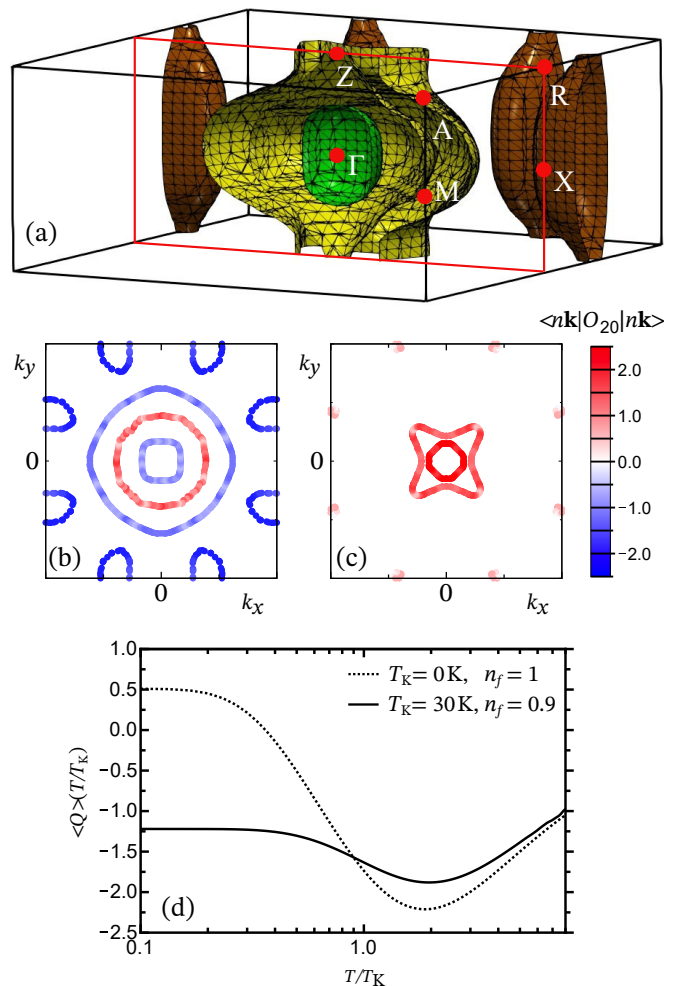 Z
R
A
Γ
X
M
(a)
<nk|O20|nk>
ky
ky
2.0
1.0
0
0
0.0
−1.0
−2.0
(b)
(c)
0
kx
0
kx
1.0
TK = 0 K, nf = 1
0.5
TK = 30 K, nf = 0.9
0.0
-0.5
<Q>(T/TK)
-1.0
-1.5
-2.0
(d)
-2.5
0.1
1.0
T/TK